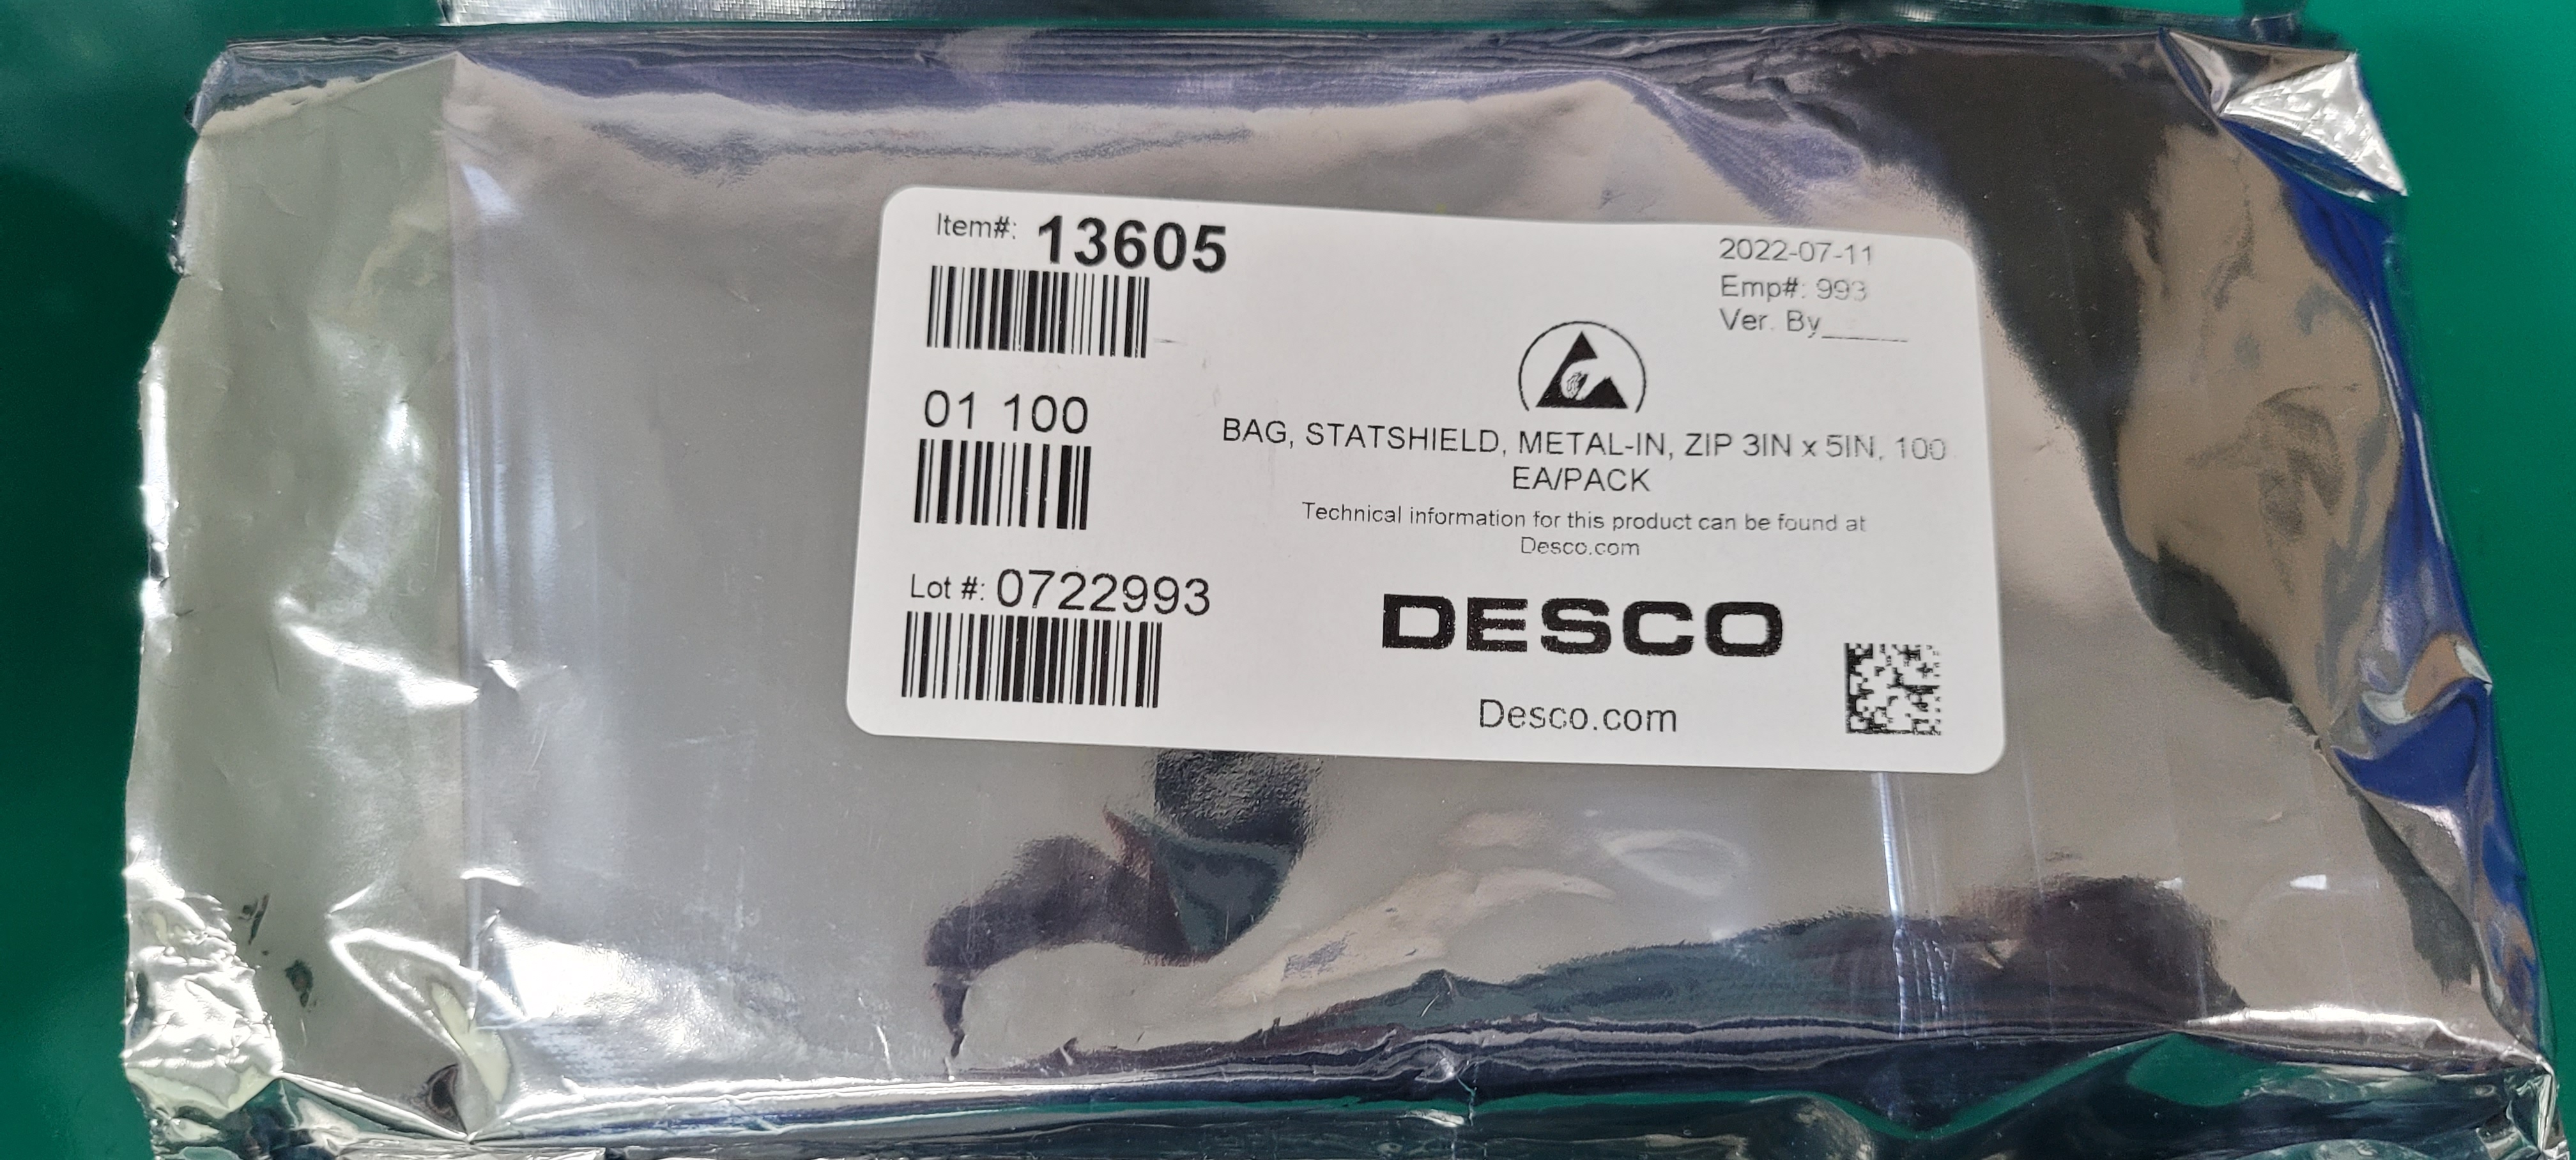 Item#: 13605
2022-07-11
Emp#: 993
Ver. By______
01 100
BAG, STATSHIELD, METAL-IN, ZIP 3IN x 5IN, 100
EA/PACK
Technical information for this product can be found at
Desco.com
Lot #: 0722993
DESCO
Desco.com